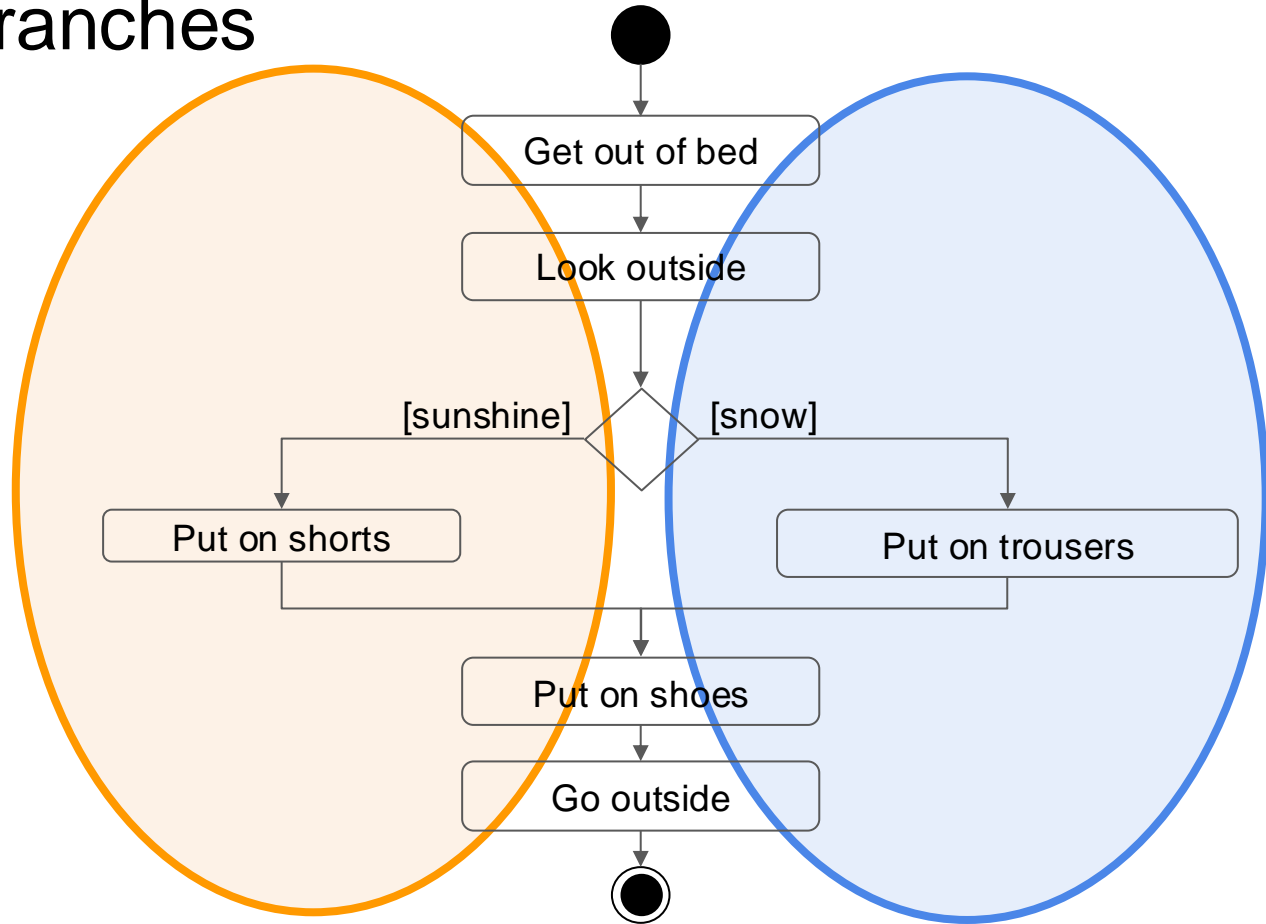 ranches
Get out of bed
Look outside
[sunshine]
[snow]
Put on shorts
Put on trousers
Put on shoes
Go outside